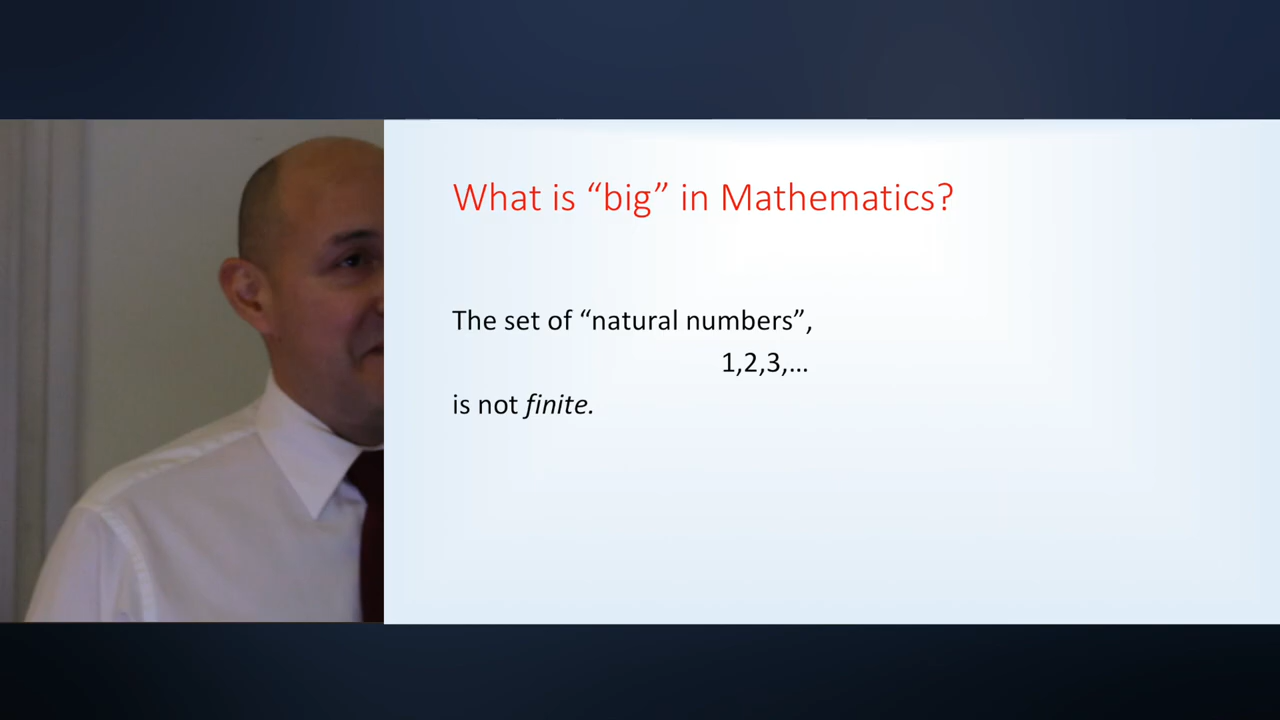 What is “big” in Mathematics?
The set of “natural numbers”,
1,2,3,...
is not finite.